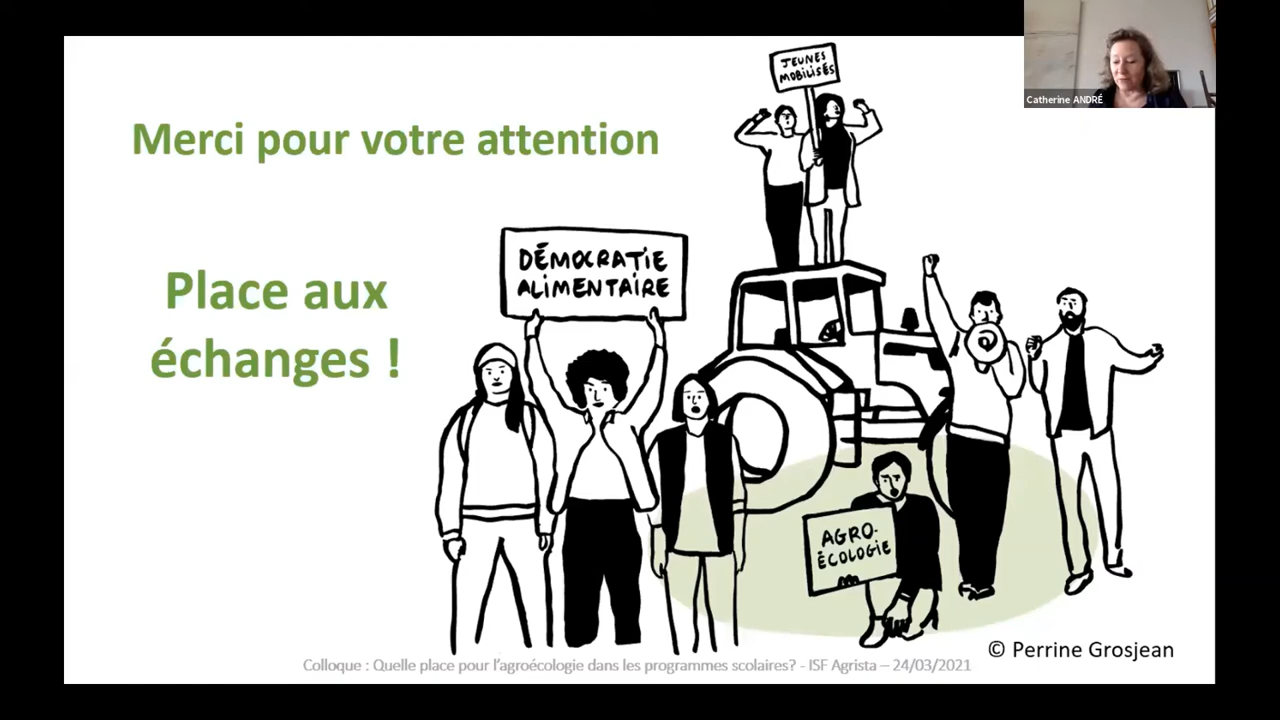 Catherine ANDRÉ
JEUNES
MOBILISÉS
Merci pour votre attention
DÉMOCRATIE
ALIMENTAIRE
Place aux
échanges !
AGRO-
ÉCOLOGIE
© Perrine Grosjean
Colloque : Quelle place pour l'agroécologie dans les programmes scolaires? - ISF Agrista – 24/03/2021